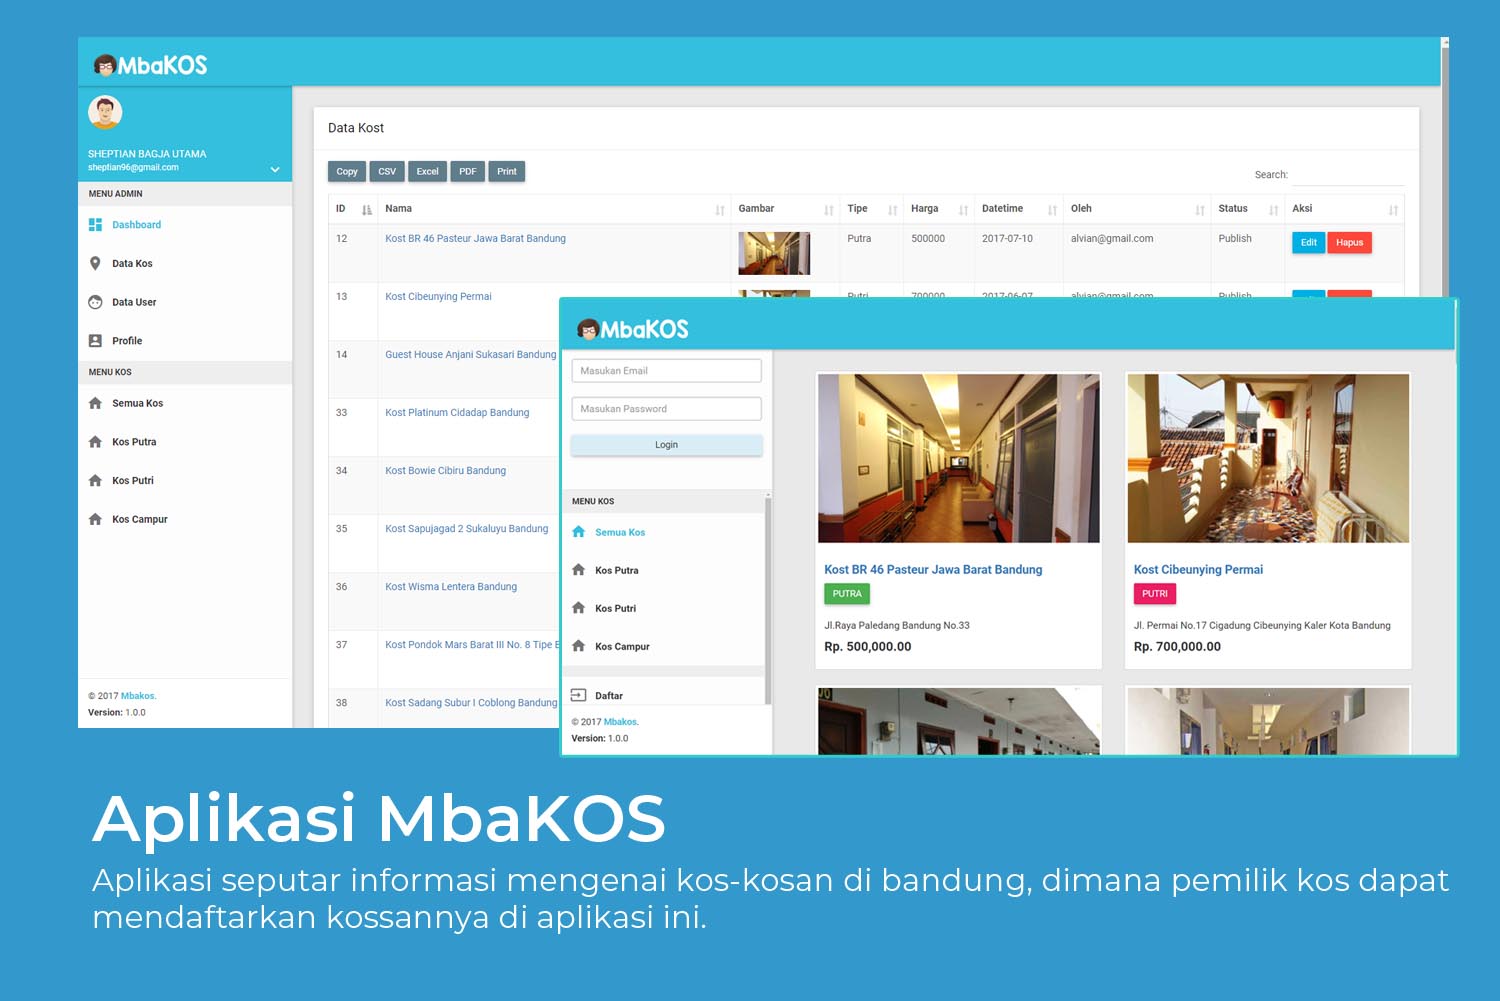 MbaKOS
SHEPTIAN BAGJA UTAMA
sheptian96@gmail.com
MENU ADMIN
Dashboard
Data Kos
Data User
Profile
MENU KOS
Semua Kos
Kos Putra
Kos Putri
Kos Campur
© 2017 Mbakos.
Version: 1.0.0
Data Kost
Copy CSV Excel PDF Print
Search:
ID Nama Gambar Tipe Harga Datetime Oleh Status Aksi
12 Kost BR 46 Pasteur Jawa Barat Bandung Putra 500000 2017-07-10 alvian@gmail.com Publish Edit Hapus
13 Kost Cibeunying Permai Putri 700000 2017-06-07 alvian@gmail.com Publish
14 Guest House Anjani Sukasari Bandung
33 Kost Platinum Cidadap Bandung
34 Kost Bowie Cibiru Bandung
35 Kost Sapujagad 2 Sukaluyu Bandung
36 Kost Wisma Lentera Bandung
37 Kost Pondok Mars Barat III No. 8 Tipe
38 Kost Sadang Subur I Coblong Bandung
MbaKOS
Masukan Email
Masukan Password
Login
MENU KOS
Semua Kos
Kos Putra
Kos Putri
Kos Campur
Daftar
© 2017 Mbakos.
Version: 1.0.0
Kost BR 46 Pasteur Jawa Barat Bandung
PUTRA
Jl.Raya Paledang Bandung No.33
Rp. 500,000.00
Kost Cibeunying Permai
PUTRI
Jl. Permai No.17 Cigadung Cibeunying Kaler Kota Bandung
Rp. 700,000.00
Aplikasi MbaKOS
Aplikasi seputar informasi mengenai kos-kosan di bandung, dimana pemilik kos dapat
mendaftarkan kossannya di aplikasi ini.